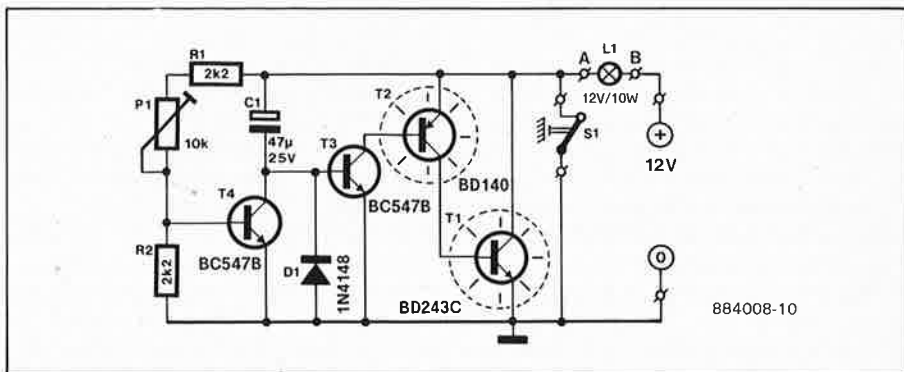 R1
2k2
P1
10k
C1
47µ
25V
T2
T3
BD140
BC547B
T4
BC547B
R2
2k2
D1
1N4148
T1
BD243C
A
L1
B
12V/10W
S1
+
12V
0
884008-10